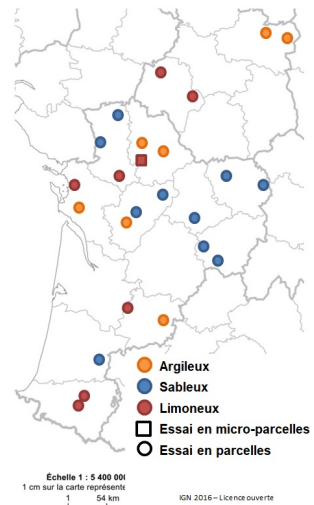 Argileux
Sableux
Limoneux
Essai en micro-parcelles
Essai en parcelles
Échelle 1 : 5 400 000
1 cm sur la carte représente
1 54 km
IGN 2016 – Licence ouverte